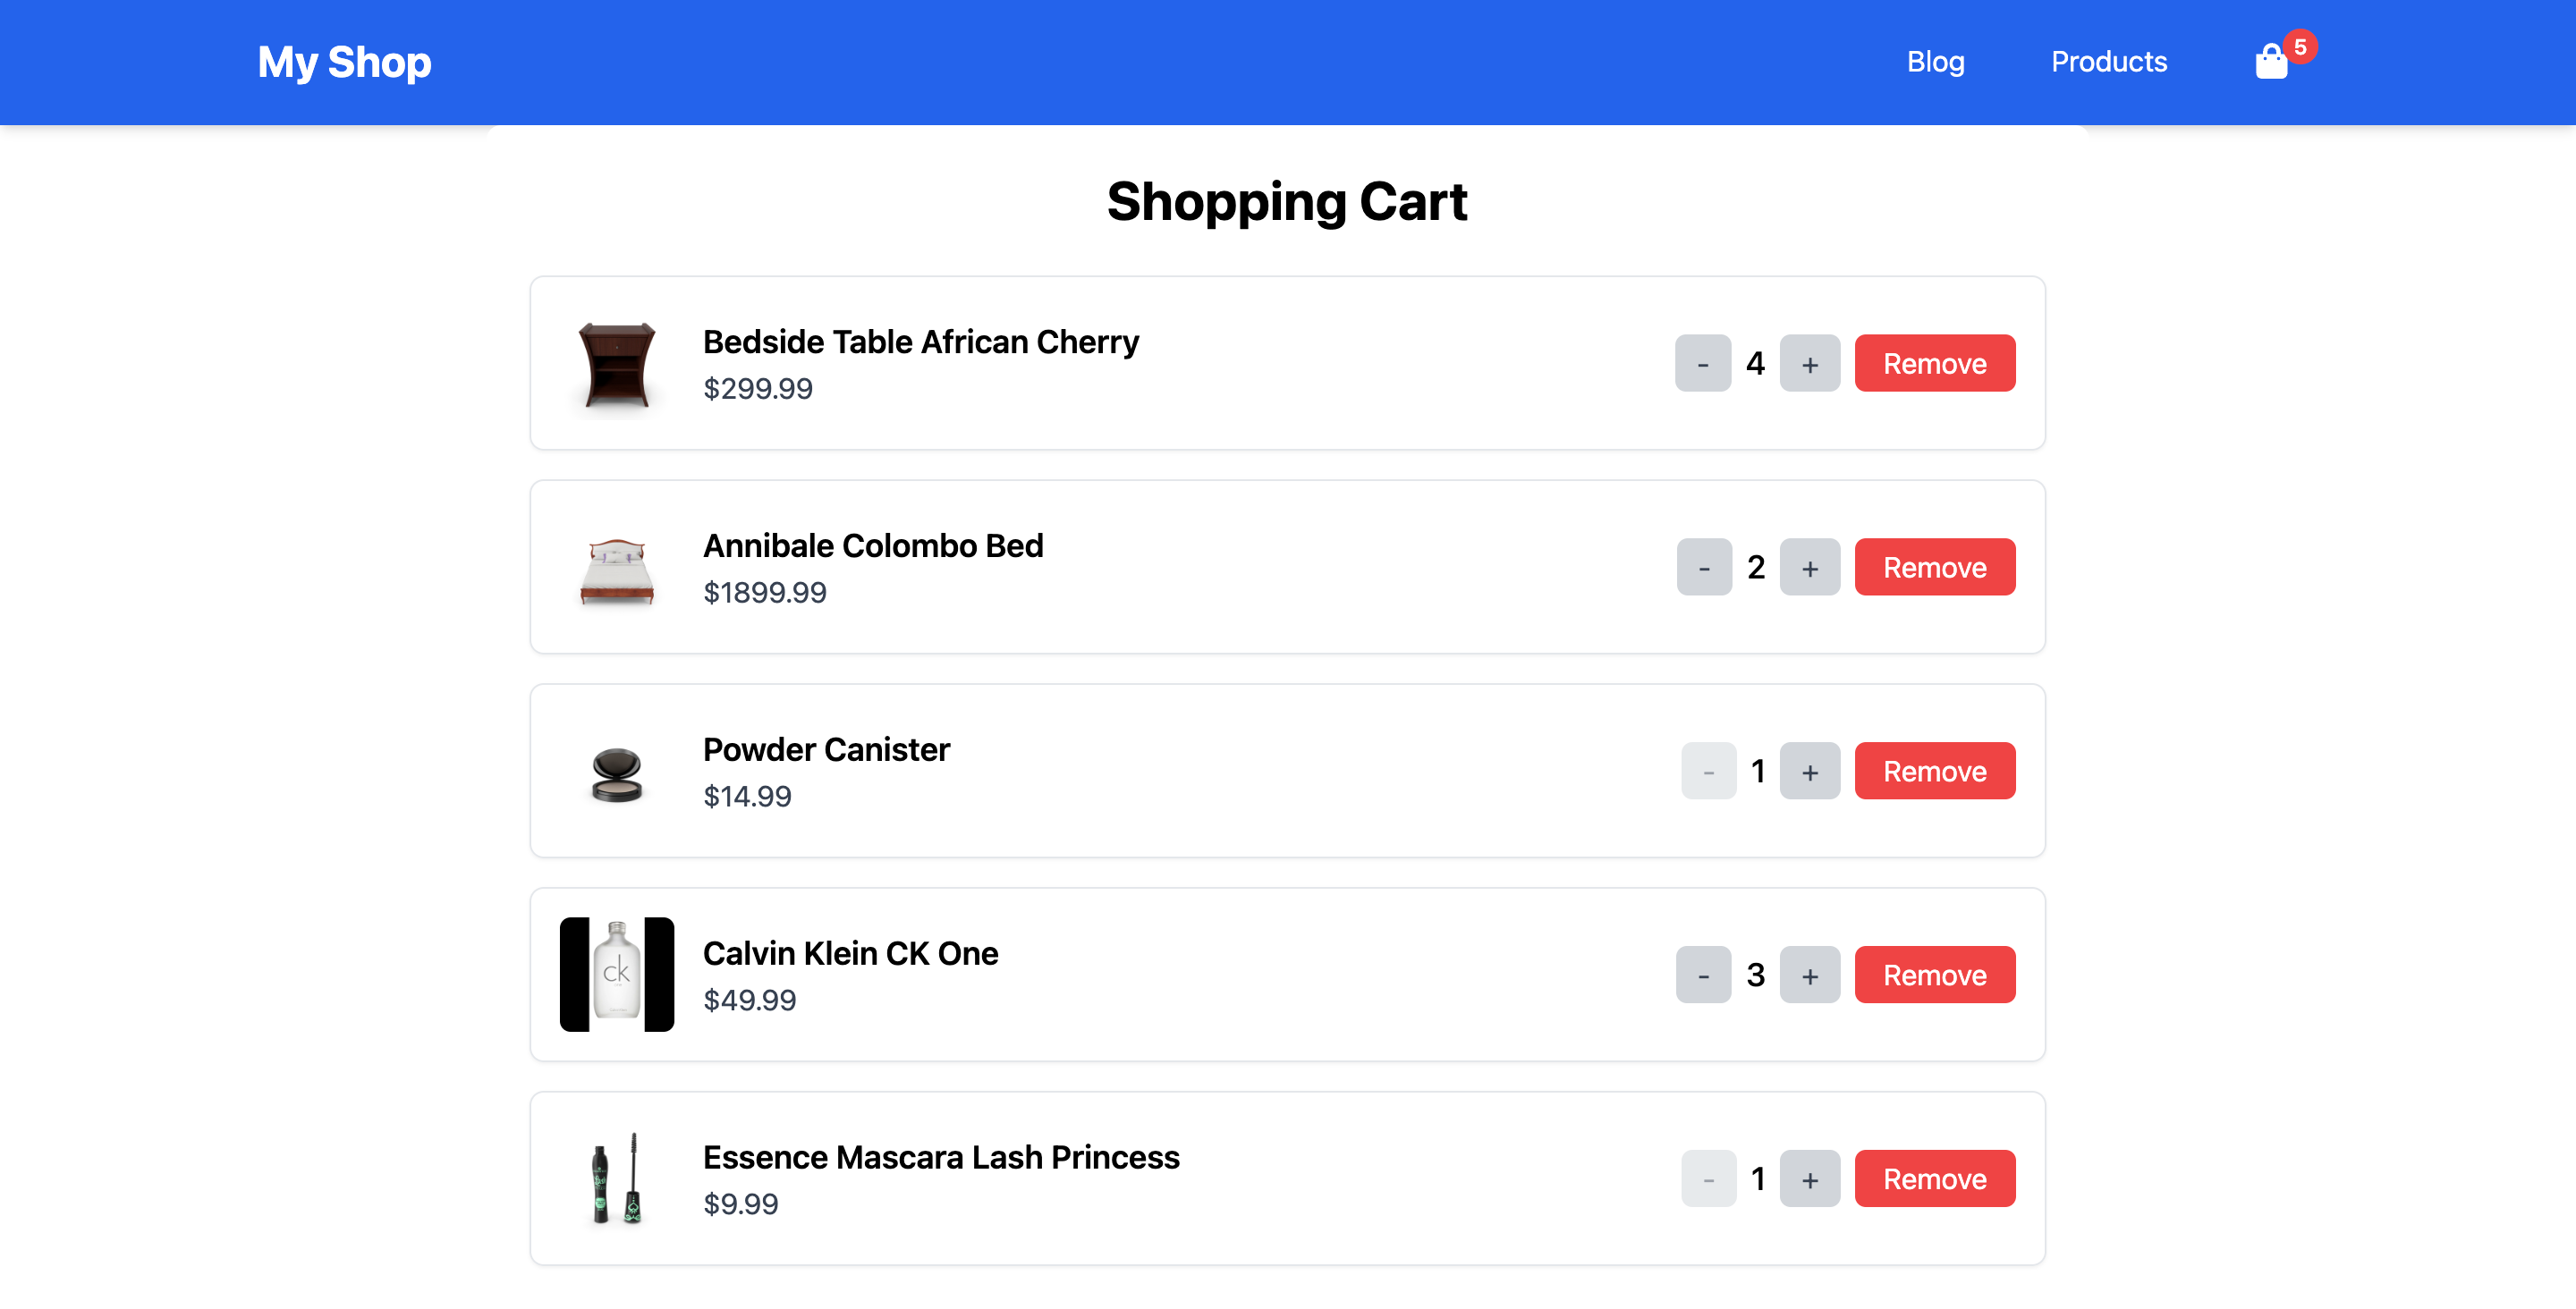 My Shop
Blog
Products
5
Shopping Cart
Bedside Table African Cherry
$299.99
- 4 + Remove
Annibale Colombo Bed
$1899.99
- 2 + Remove
Powder Canister
$14.99
- 1 + Remove
ck
Calvin Klein CK One
$49.99
- 3 + Remove
Essence Mascara Lash Princess
$9.99
- 1 + Remove